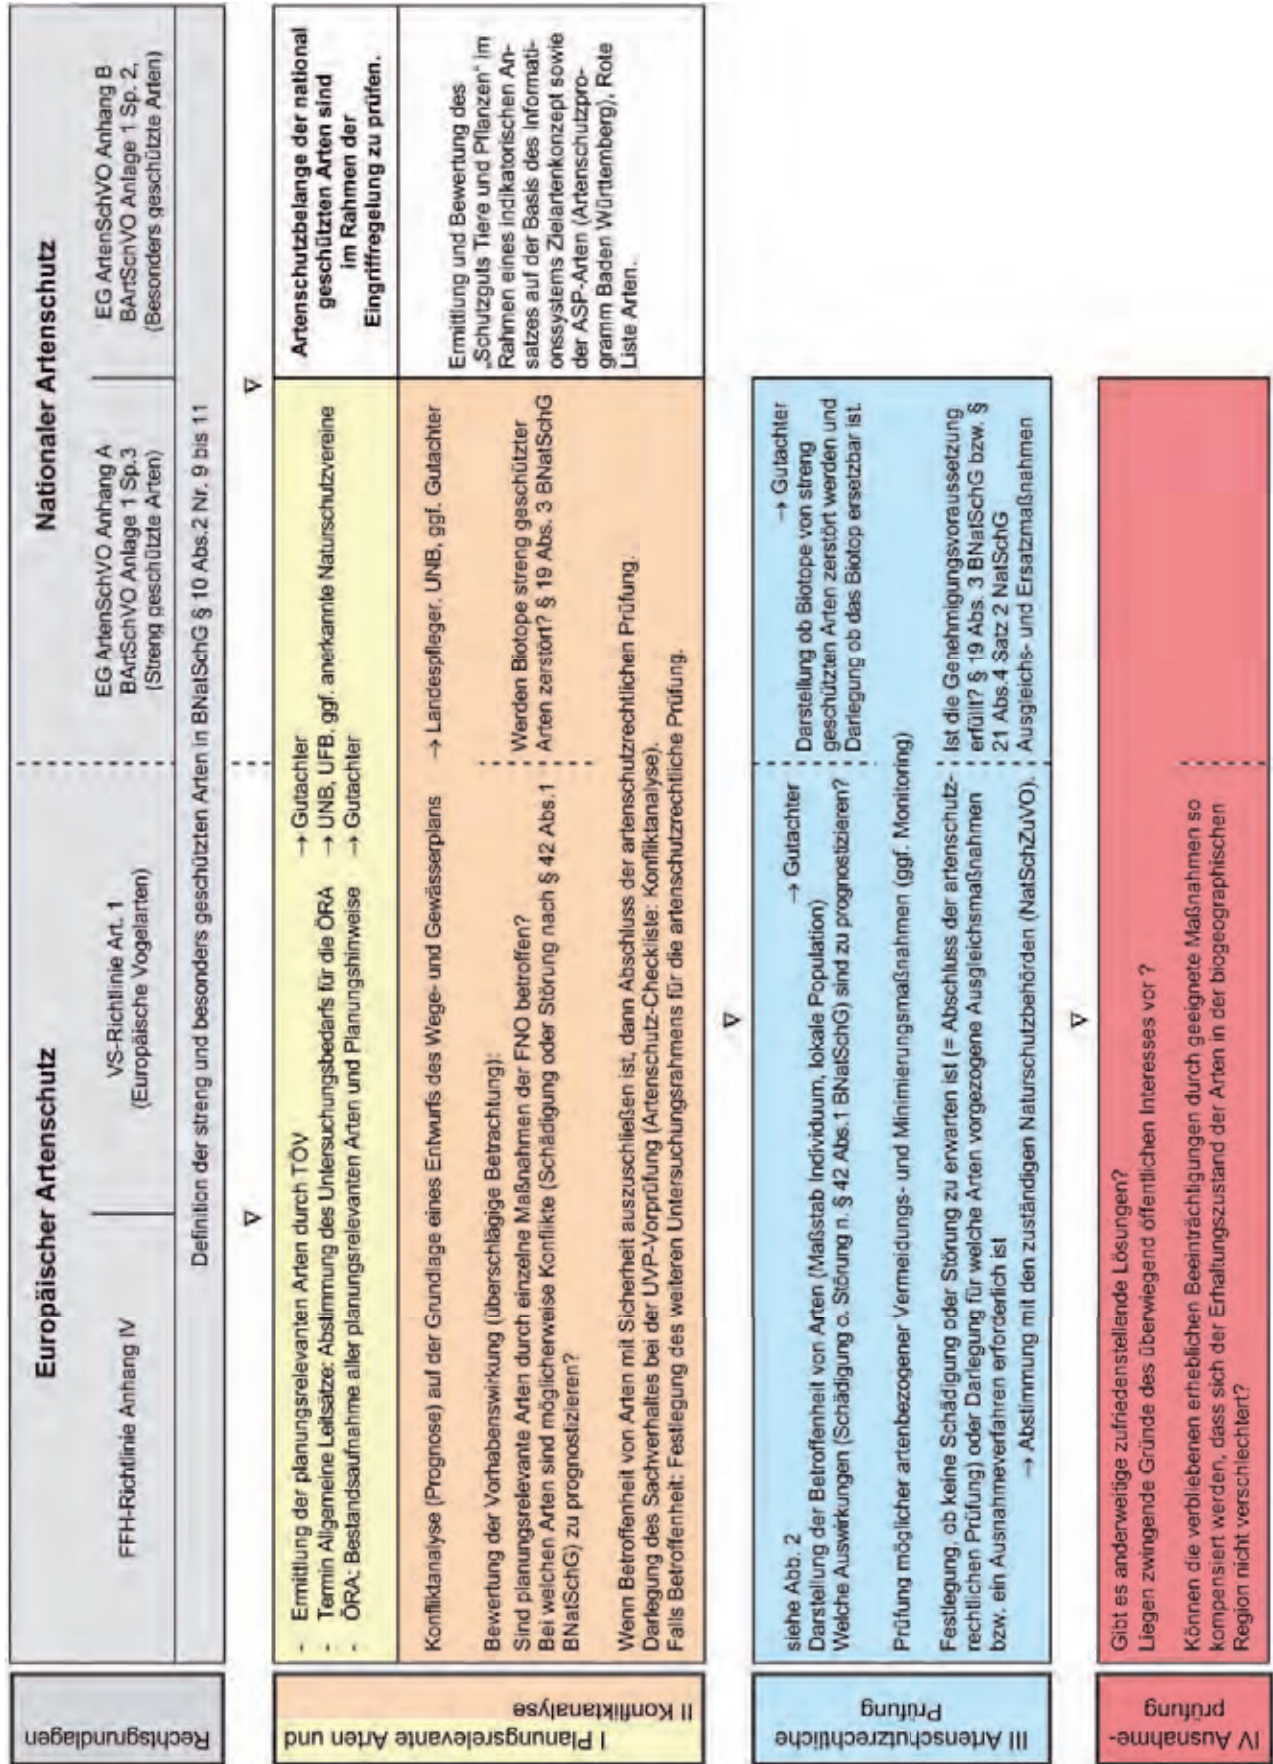 Rechtsgrundlagen
Europäischer Artenschutz
Nationaler Artenschutz
FFH-Richtlinie Anhang IV
VS-Richtlinie Art. 1
(Europäische Vogelarten)
EG ArtenSchVO Anhang A
BArtSchVO Anlage 1 Sp.3
(Streng geschützte Arten)
EG ArtenSchVO Anhang B
BArtSchVO Anlage 1 Sp. 2,
(Besonders geschützte Arten)
Definition der streng und besonders geschützten Arten in BNatSchG § 10 Abs.2 Nr. 9 bis 11
∇
∇
I Planungsrelevante Arten und
II Konfliktanalyse
- Ermittlung der planungsrelevanten Arten durch TÖV → Gutachter
- Termin Allgemeine Leitsätze: Abstimmung des Untersuchungsbedarfs für die ÖRA → UNB, UFB, ggf. anerkannte Naturschutzvereine
- ÖRA: Bestandsaufnahme aller planungsrelevanten Arten und Planungshinweise → Gutachter
Artenschutzbelange der national
geschützten Arten sind
im Rahmen der
Eingriffregelung zu prüfen.
Konfliktanalyse (Prognose) auf der Grundlage eines Entwurfs des Wege- und Gewässerplans → Landespfleger, UNB, ggf. Gutachter
Bewertung der Vorhabenswirkung (überschlägige Betrachtung):
Sind planungsrelevante Arten durch einzelne Maßnahmen der FNO betroffen?
Bei welchen Arten sind möglicherweise Konflikte (Schädigung oder Störung nach § 42 Abs.1
BNatSchG) zu prognostizieren?
Werden Biotope streng geschützter
Arten zerstört? § 19 Abs. 3 BNatSchG
Wenn Betroffenheit von Arten mit Sicherheit auszuschließen ist, dann Abschluss der artenschutzrechtlichen Prüfung.
Darlegung des Sachverhaltes bei der UVP-Vorprüfung (Artenschutz-Checkliste: Konfliktanalyse).
Falls Betroffenheit: Festlegung des weiteren Untersuchungsrahmens für die artenschutzrechtliche Prüfung.
Ermittlung und Bewertung des
„Schutzguts Tiere und Pflanzen" im
Rahmen eines indikatorischen An-
satzes auf der Basis des Informati-
onssystems Zielartenkonzept sowie
der ASP-Arten (Artenschutzpro-
gramm Baden Württemberg), Rote
Liste Arten.
∇
III Artenschutzrechtliche
Prüfung
siehe Abb. 2 → Gutachter
Darstellung der Betroffenheit von Arten (Maßstab Individuum, lokale Population)
Welche Auswirkungen (Schädigung o. Störung n. § 42 Abs.1 BNatSchG) sind zu prognostizieren?
→ Gutachter
Darstellung ob Biotope von streng
geschützten Arten zerstört werden und
Darlegung ob das Biotop ersetzbar ist.
Prüfung möglicher artenbezogener Vermeidungs- und Minimierungsmaßnahmen (ggf. Monitoring)
Festlegung, ob keine Schädigung oder Störung zu erwarten ist (= Abschluss der artenschutz-
rechtlichen Prüfung) oder Darlegung für welche Arten vorgezogene Ausgleichsmaßnahmen
bzw. ein Ausnahmeverfahren erforderlich ist
→ Abstimmung mit den zuständigen Naturschutzbehörden (NatSchZuVO).
Ist die Genehmigungsvoraussetzung
erfüllt? § 19 Abs. 3 BNatSchG bzw. §
21 Abs.4 Satz 2 NatSchG
Ausgleichs- und Ersatzmaßnahmen
∇
IV Ausnahme-
prüfung
Gibt es anderweitige zufriedenstellende Lösungen?
Liegen zwingende Gründe des überwiegend öffentlichen Interesses vor ?
Können die verbliebenen erheblichen Beeinträchtigungen durch geeignete Maßnahmen so
kompensiert werden, dass sich der Erhaltungszustand der Arten in der biogeographischen
Region nicht verschlechtert?